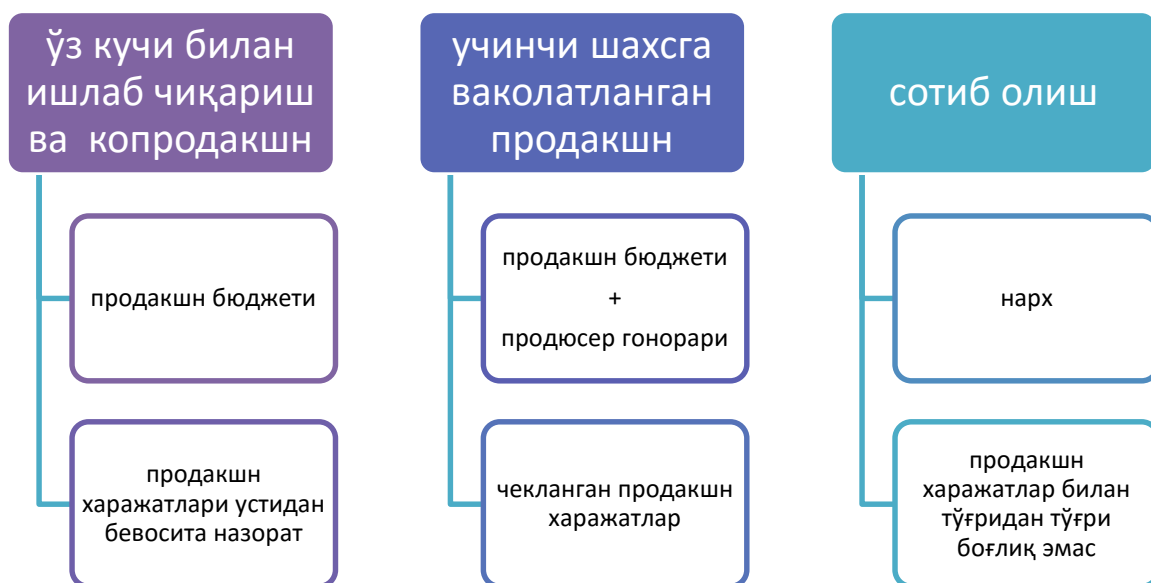 ўз кучи билан
ишлаб чиқариш
ва копродакшн
продакшн бюджети
продакшн
харажатлари устидан
бевосита назорат
учинчи шахсга
ваколатланган
продакшн
продакшн бюджети
+
продюсер гонорари
чекланган продакшн
харажатлар
сотиб олиш
нарх
продакшн
харажатлар билан
тўғридан тўғри
боғлиқ эмас